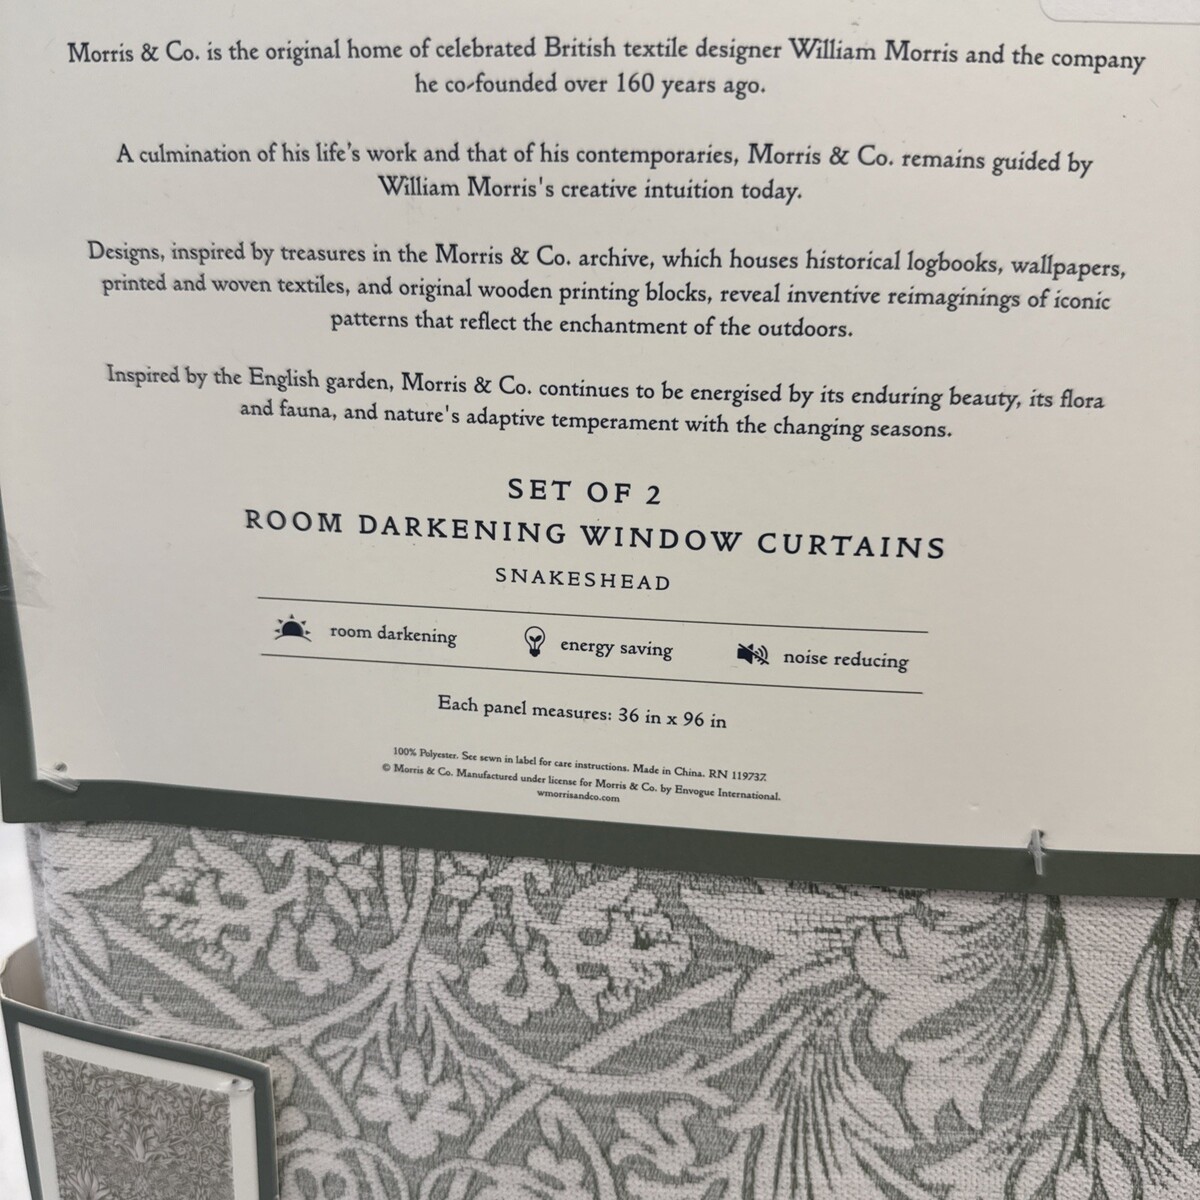 Morris & Co. is the original home of celebrated British textile designer William Morris and the company
he co-founded over 160 years ago.
A culmination of his life's work and that of his contemporaries, Morris & Co. remains guided by
William Morris's creative intuition today.
Designs, inspired by treasures in the Morris & Co. archive, which houses historical logbooks, wallpapers,
printed and woven textiles, and original wooden printing blocks, reveal inventive reimaginings of iconic
patterns that reflect the enchantment of the outdoors.
Inspired by the English garden, Morris & Co. continues to be energised by its enduring beauty, its flora
and fauna, and nature's adaptive temperament with the changing seasons.
SET OF 2
ROOM DARKENING WINDOW CURTAINS
SNAKESHEAD
room darkening energy saving noise reducing
Each panel measures: 36 in x 96 in
100% Polyester. See sewn in label for care instructions. Made in China. RN 119737.
© Morris & Co. Manufactured under license for Morris & Co. by Envogue International.
wmorrisandco.com